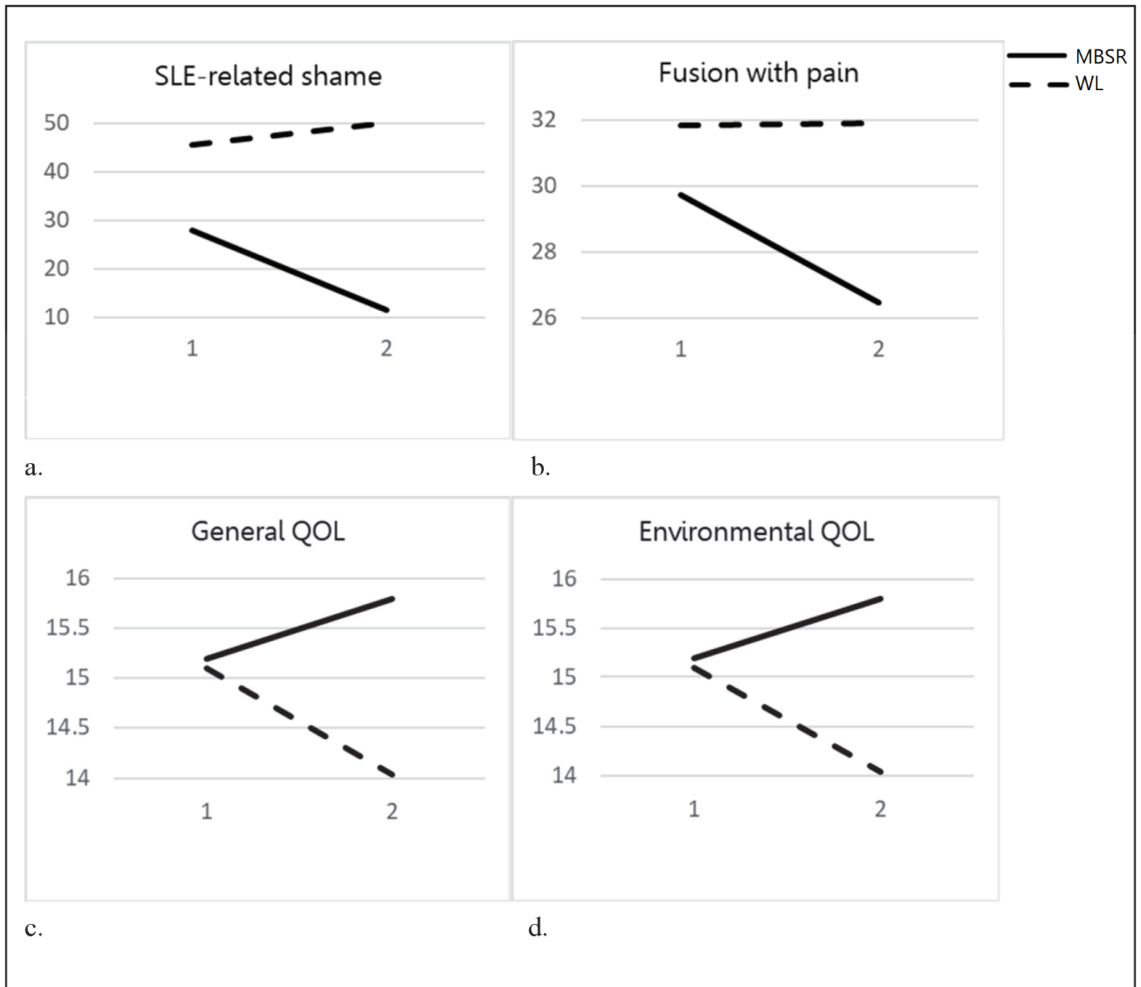 SLE-related shame
50
40
30
20
10
1 2
a.
Fusion with pain
32
30
28
26
1 2
b.
MBSR
WL
General QOL
16
15.5
15
14.5
14
1 2
c.
Environmental QOL
16
15.5
15
14.5
14
1 2
d.